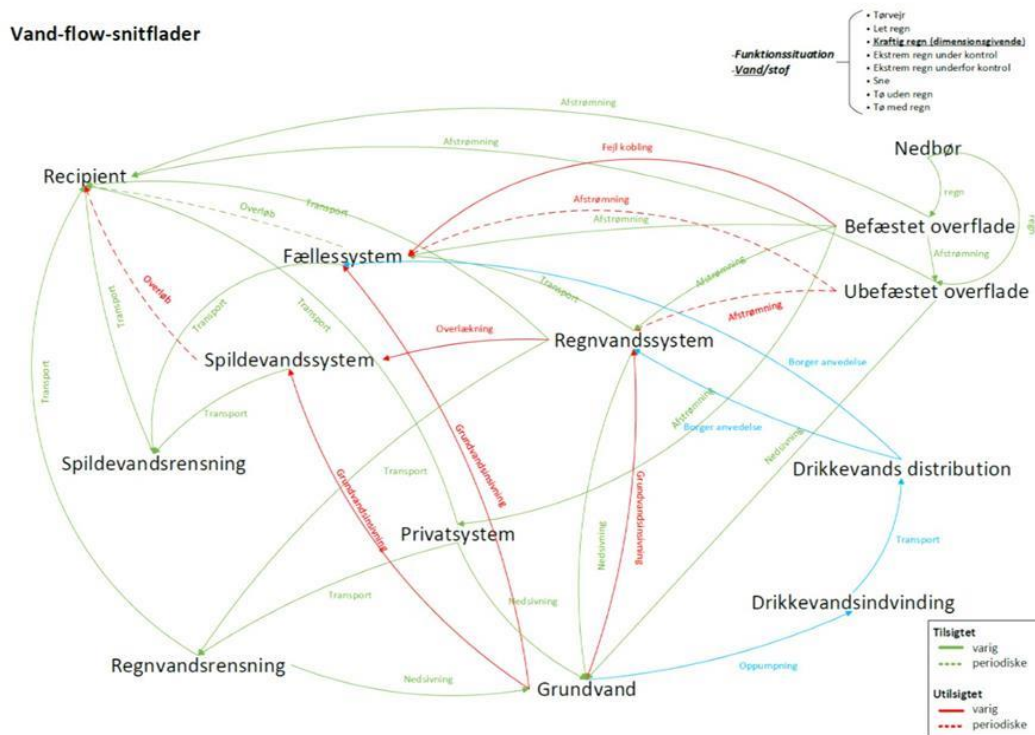 Vand-flow-snitflader
-Funktionssituation
-Vand/stof
• Tørvejr
• Let regn
• Kraftig regn (dimensionsgivende)
• Ekstrem regn under kontrol
• Ekstrem regn underfor kontrol
• Sne
• Tø uden regn
• Tø med regn
Afstrømning
Afstrømning
Fejl kobling
Nedbør
Recipient
regn
Afstrømning
Transport
Overløb
Afstrømning
Befæstet overflade
regn
Fællessystem
Afstrømning
Afstrømning
Transport
Ubefæstet overflade
Overløb
Transport
Transport
Transport
Afstrømning
Overlækning
Regnvandssystem
Spildevandssystem
Borger anvedelse
Transport
Transport
Afstrømning
Borger anvedelse
Nedsivning
Grundvandsinsivning
Spildevandsrensning
Drikkevands distribution
Transport
Grundvandsinsivning
Grundvandsinsivning
Privatsystem
Nedsivning
Transport
Transport
Nedsivning
Drikkevandsindvinding
Regnvandsrensning
Nedsivning
Grundvand
Oppumpning
Tilsigtet
varig
periodiske
Utilsigtet
varig
periodiske